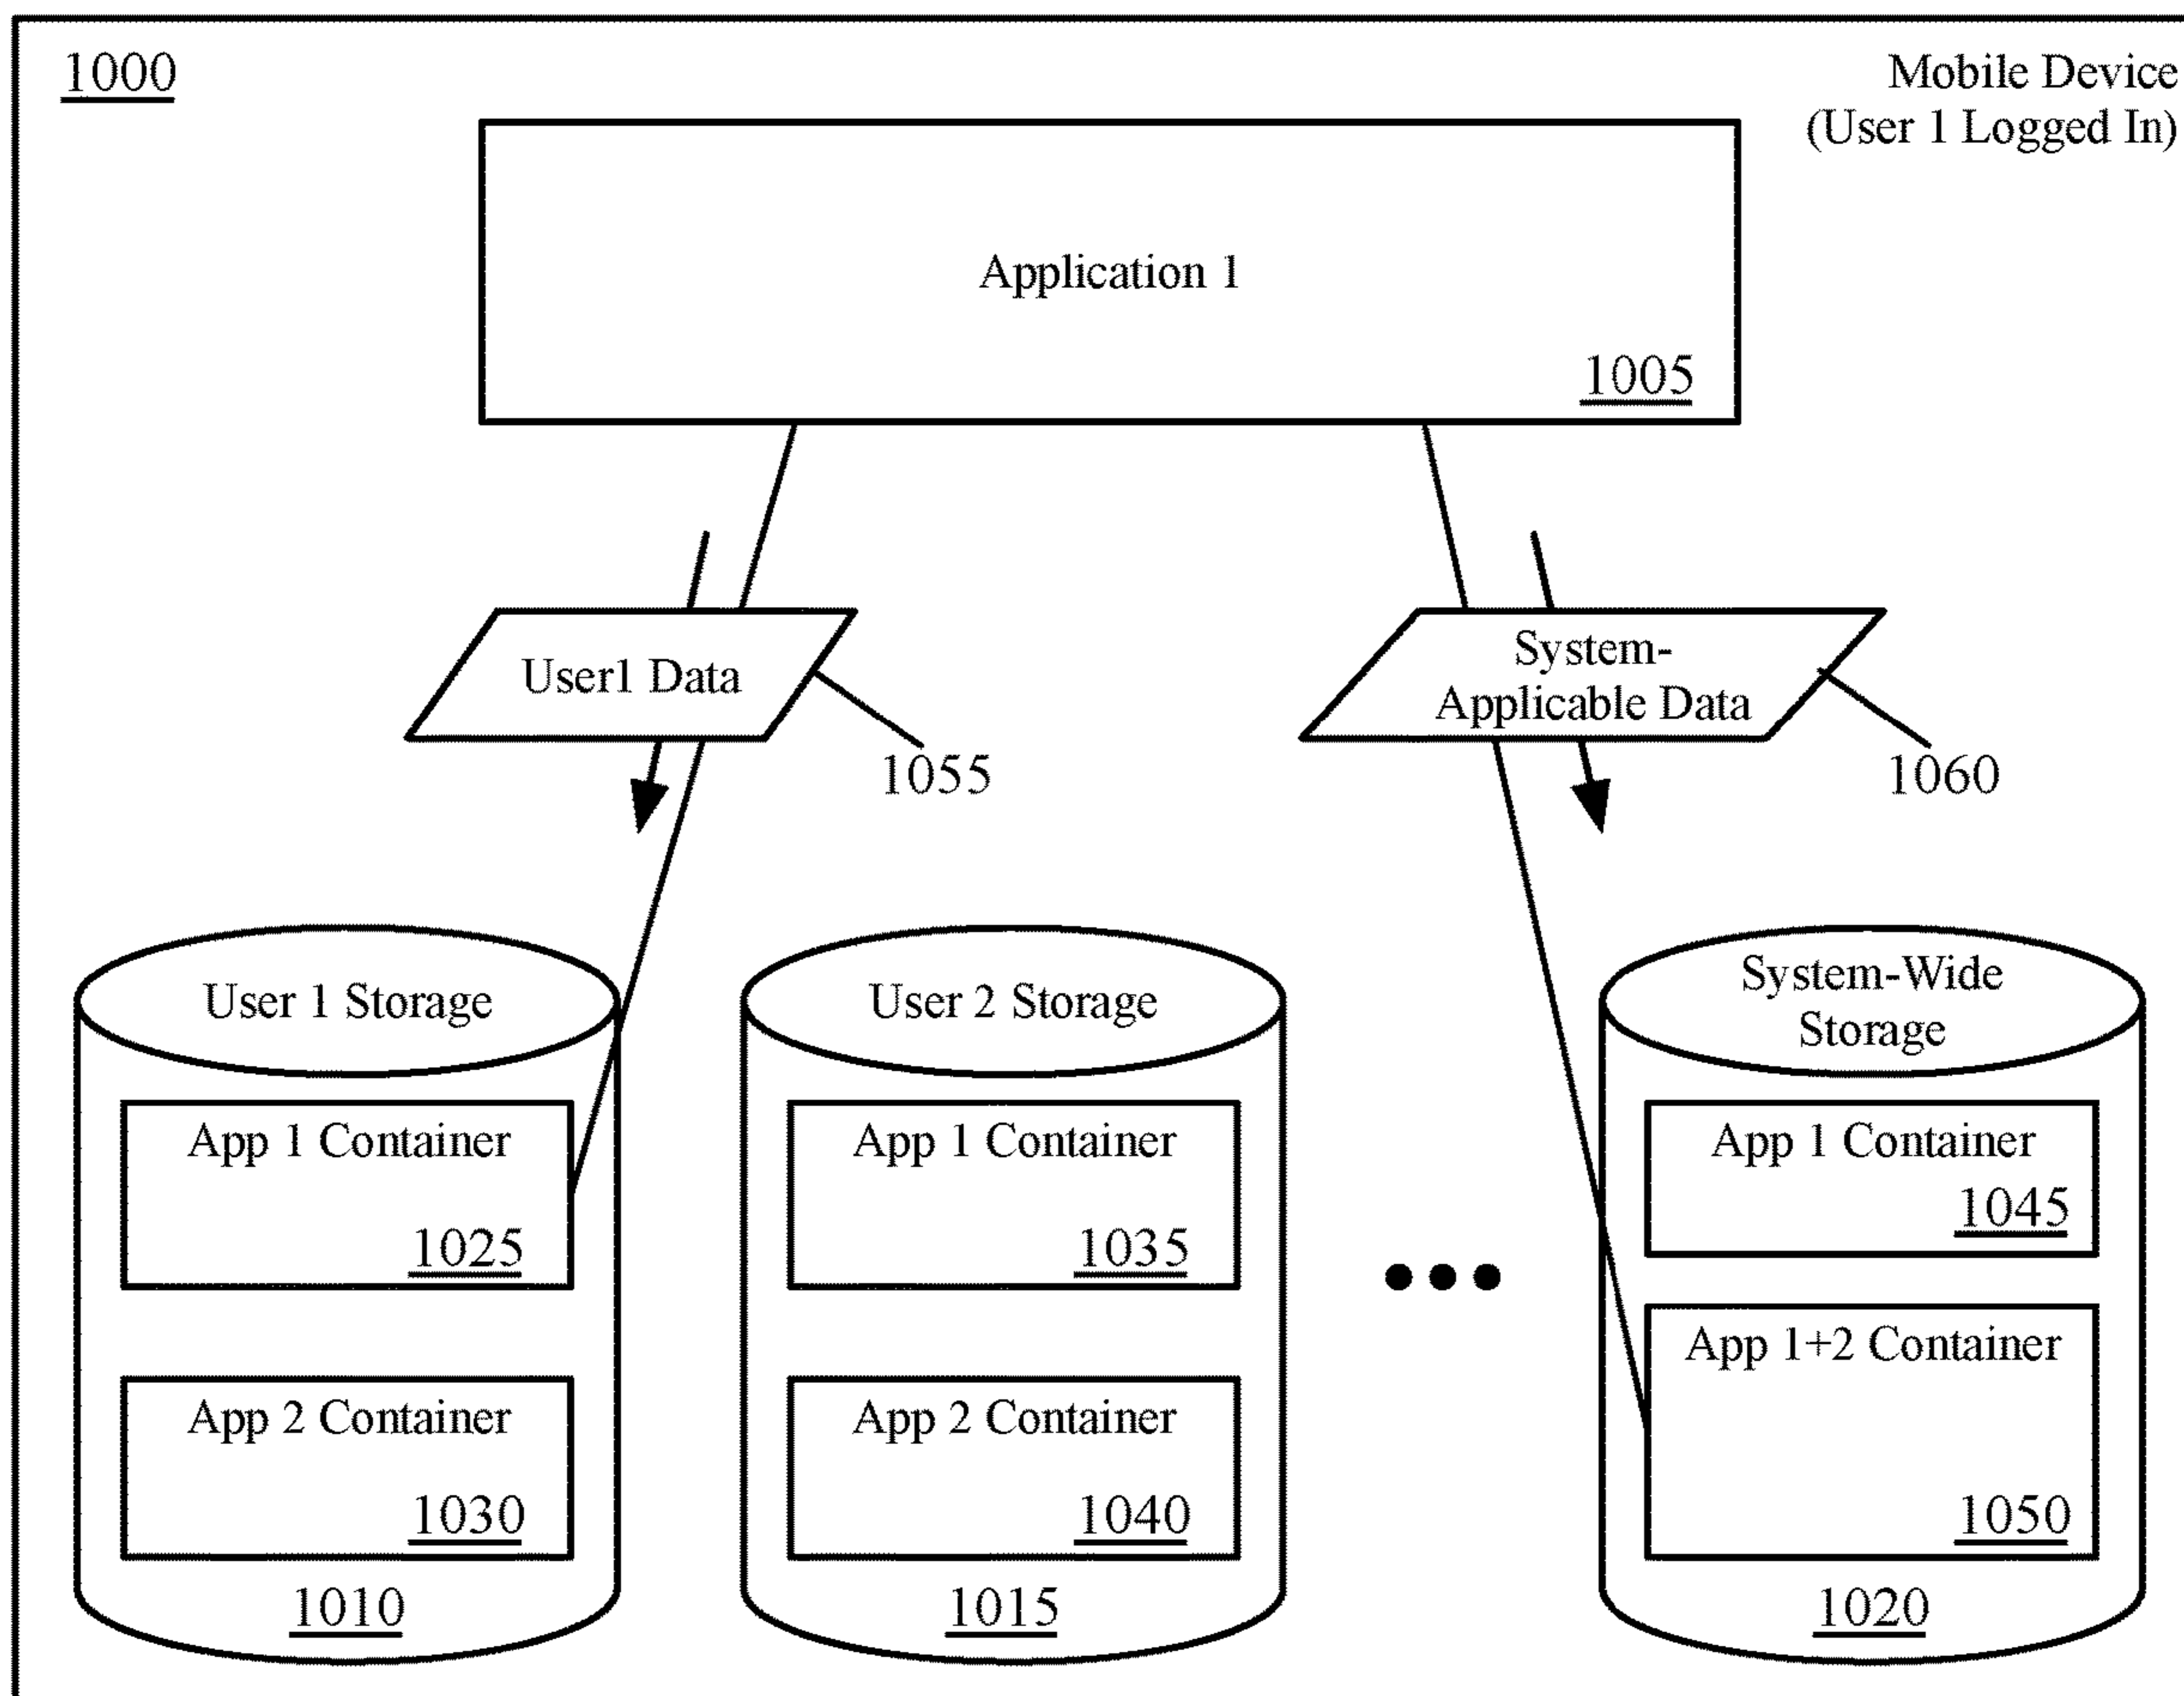 1000
Mobile Device
(User 1 Logged In)
Application 1
1005
User1 Data
1055
System-
Applicable Data
1060
User 1 Storage
App 1 Container
1025
App 2 Container
1030
1010
User 2 Storage
App 1 Container
1035
App 2 Container
1040
1015
System-Wide
Storage
App 1 Container
1045
App 1+2 Container
1050
1020